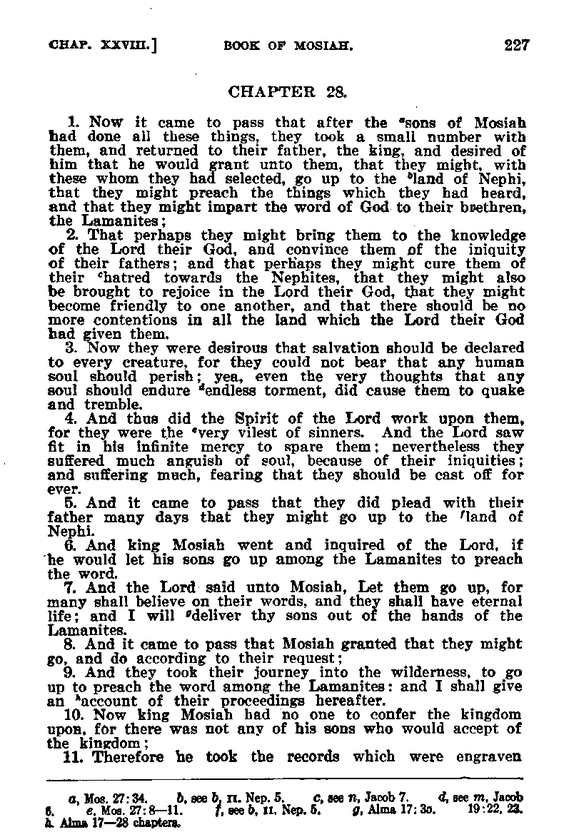 CHAP. XXVIII.] BOOK OF MOSIAH. 227
CHAPTER 28.
1. Now it came to pass that after the ᵃsons of Mosiah
had done all these things, they took a small number with
them, and returned to their father, the king, and desired of
him that he would grant unto them, that they might, with
these whom they had selected, go up to the ᵇland of Nephi,
that they might preach the things which they had heard,
and that they might impart the word of God to their brethren,
the Lamanites;
2. That perhaps they might bring them to the knowledge
of the Lord their God, and convince them of the iniquity
of their fathers; and that perhaps they might cure them of
their ᶜhatred towards the Nephites, that they might also
be brought to rejoice in the Lord their God, that they might
become friendly to one another, and that there should be no
more contentions in all the land which the Lord their God
had given them.
3. Now they were desirous that salvation should be declared
to every creature, for they could not bear that any human
soul should perish; yea, even the very thoughts that any
soul should endure ᵈendless torment, did cause them to quake
and tremble.
4. And thus did the Spirit of the Lord work upon them,
for they were the ᵉvery vilest of sinners. And the Lord saw
fit in his infinite mercy to spare them; nevertheless they
suffered much anguish of soul, because of their iniquities;
and suffering much, fearing that they should be cast off for
ever.
5. And it came to pass that they did plead with their
father many days that they might go up to the ᶠland of
Nephi.
6. And king Mosiah went and inquired of the Lord, if
he would let his sons go up among the Lamanites to preach
the word.
7. And the Lord said unto Mosiah, Let them go up, for
many shall believe on their words, and they shall have eternal
life; and I will ᵍdeliver thy sons out of the hands of the
Lamanites.
8. And it came to pass that Mosiah granted that they might
go, and do according to their request;
9. And they took their journey into the wilderness, to go
up to preach the word among the Lamanites: and I shall give
an ʰaccount of their proceedings hereafter.
10. Now king Mosiah had no one to confer the kingdom
upon, for there was not any of his sons who would accept of
the kingdom;
11. Therefore he took the records which were engraven
a, Mos. 27:34. b, see b, II. Nep. 5. c, see n, Jacob 7. d, see m, Jacob
6. e, Mos. 27:8—11. f, see b, II. Nep. 5. g, Alma 17:35. 19:22, 23.
h, Alma 17—28 chapters.